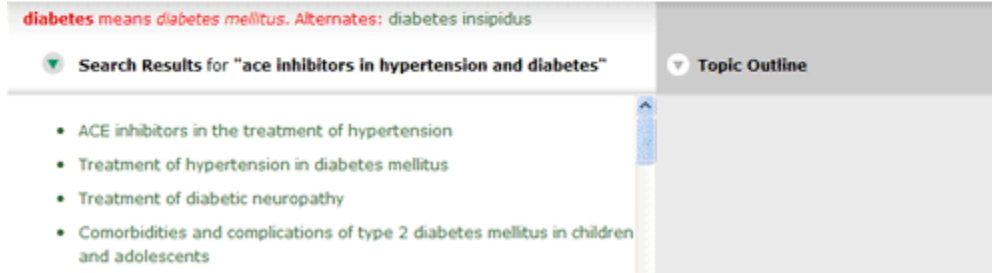 diabetes means diabetes mellitus. Alternates: diabetes insipidus
Search Results for "ace inhibitors in hypertension and diabetes"
Topic Outline
• ACE inhibitors in the treatment of hypertension
• Treatment of hypertension in diabetes mellitus
• Treatment of diabetic neuropathy
• Comorbidities and complications of type 2 diabetes mellitus in children
and adolescents